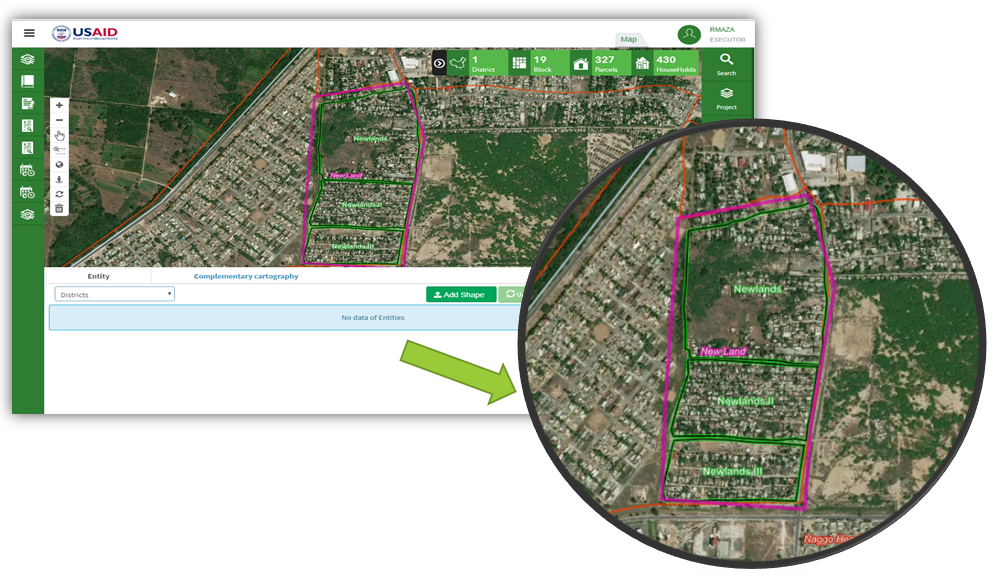 USAID
FROM THE AMERICAN PEOPLE
Map
RMAZA
EXECUTOR
1
District
19
Block
327
Parcels
430
HouseHolds
Search
Project
Newlands
New Land
Newlands II
Newlands III
Entity
Complementary cartography
Districts
Add Shape
No data of Entities
Newlands
New Land
Newlands II
Newlands III
Naggo He